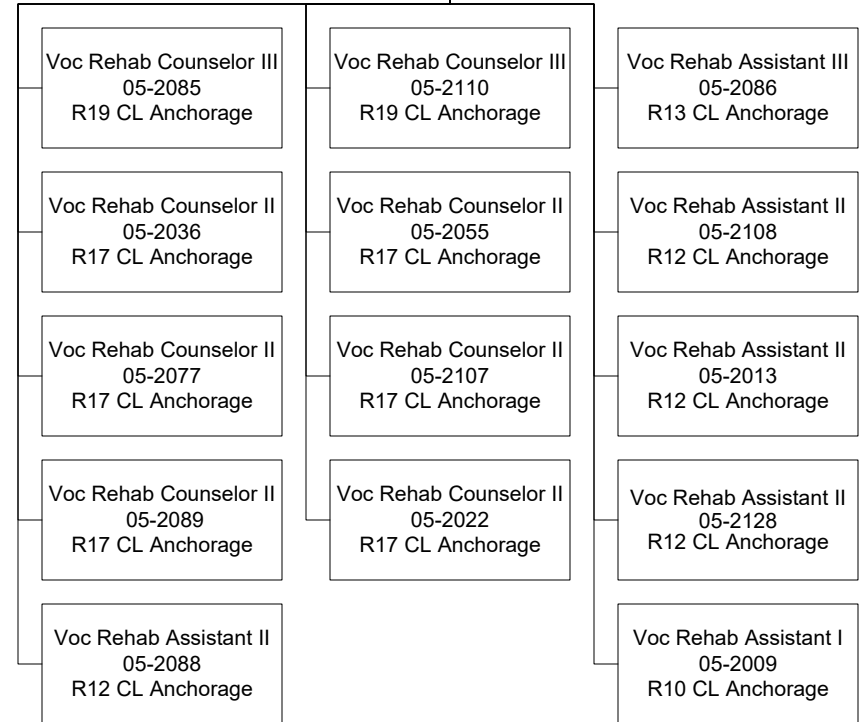 Voc Rehab Counselor III
05-2085
R19 CL Anchorage
Voc Rehab Counselor II
05-2036
R17 CL Anchorage
Voc Rehab Counselor II
05-2077
R17 CL Anchorage
Voc Rehab Counselor II
05-2089
R17 CL Anchorage
Voc Rehab Assistant II
05-2088
R12 CL Anchorage
Voc Rehab Counselor III
05-2110
R19 CL Anchorage
Voc Rehab Counselor II
05-2055
R17 CL Anchorage
Voc Rehab Counselor II
05-2107
R17 CL Anchorage
Voc Rehab Counselor II
05-2022
R17 CL Anchorage
Voc Rehab Assistant III
05-2086
R13 CL Anchorage
Voc Rehab Assistant II
05-2108
R12 CL Anchorage
Voc Rehab Assistant II
05-2013
R12 CL Anchorage
Voc Rehab Assistant II
05-2128
R12 CL Anchorage
Voc Rehab Assistant I
05-2009
R10 CL Anchorage